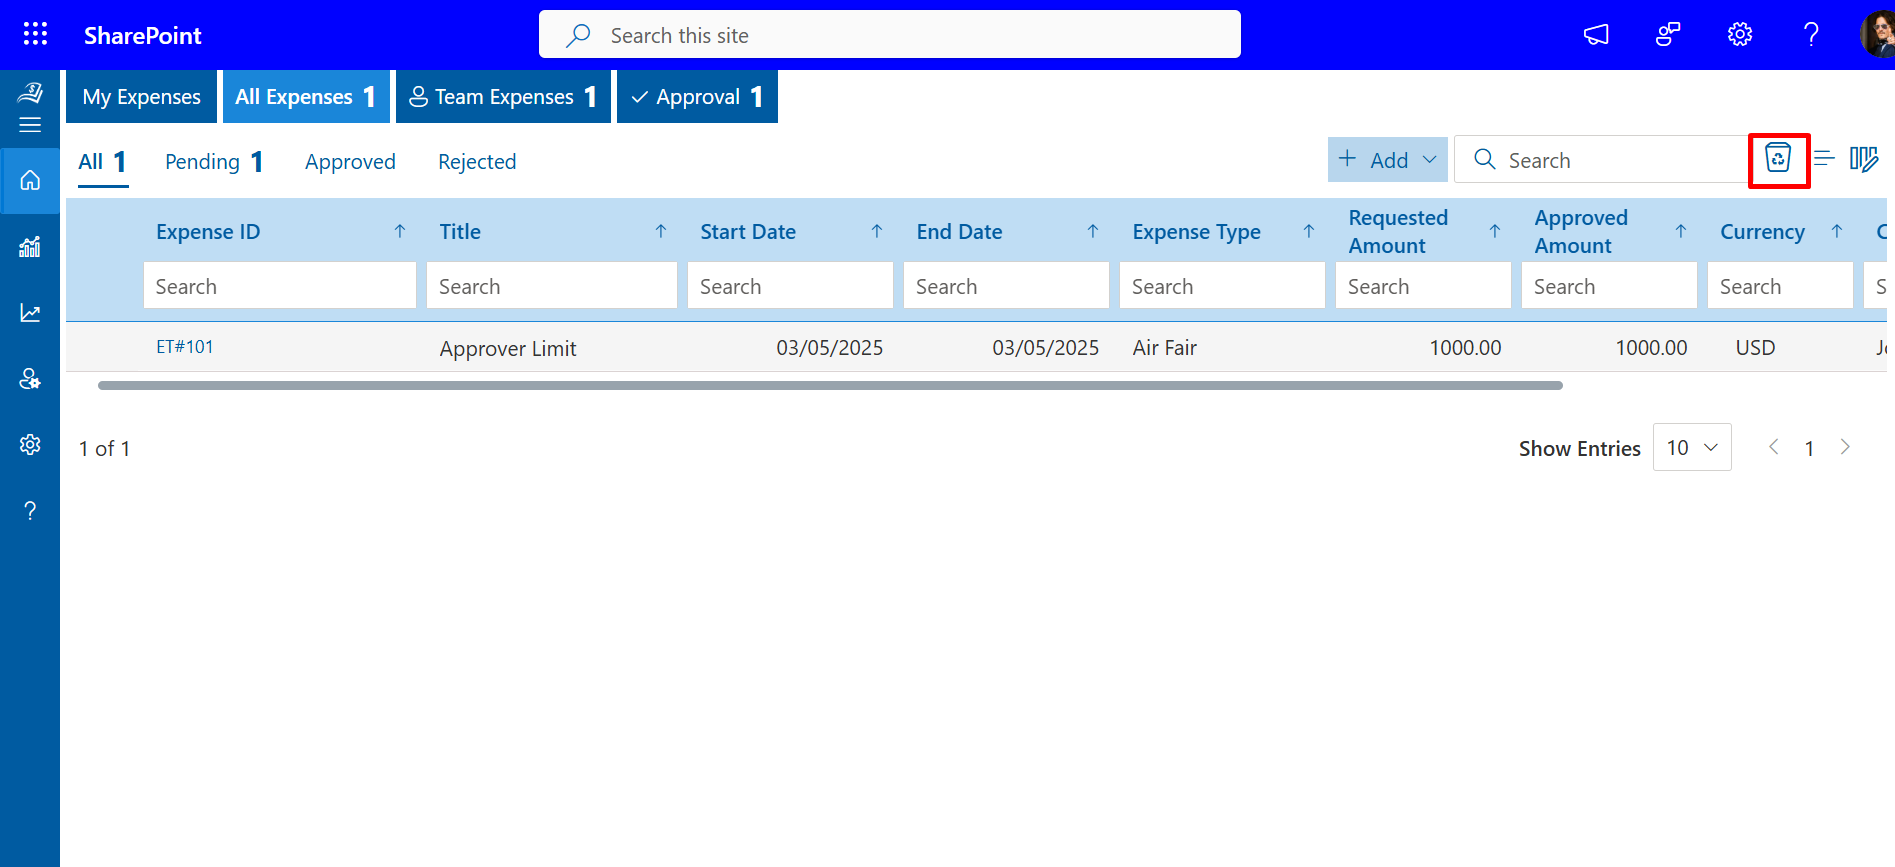 SharePoint
Search this site
My Expenses
All Expenses 1
Team Expenses 1
Approval 1
All 1
Pending 1
Approved
Rejected
+ Add
Search
Expense ID
Title
Start Date
End Date
Expense Type
Requested
Amount
Approved
Amount
Currency
Search
Search
Search
Search
Search
Search
Search
Search
ET#101
Approver Limit
03/05/2025
03/05/2025
Air Fair
1000.00
1000.00
USD
1 of 1
Show Entries
10
1